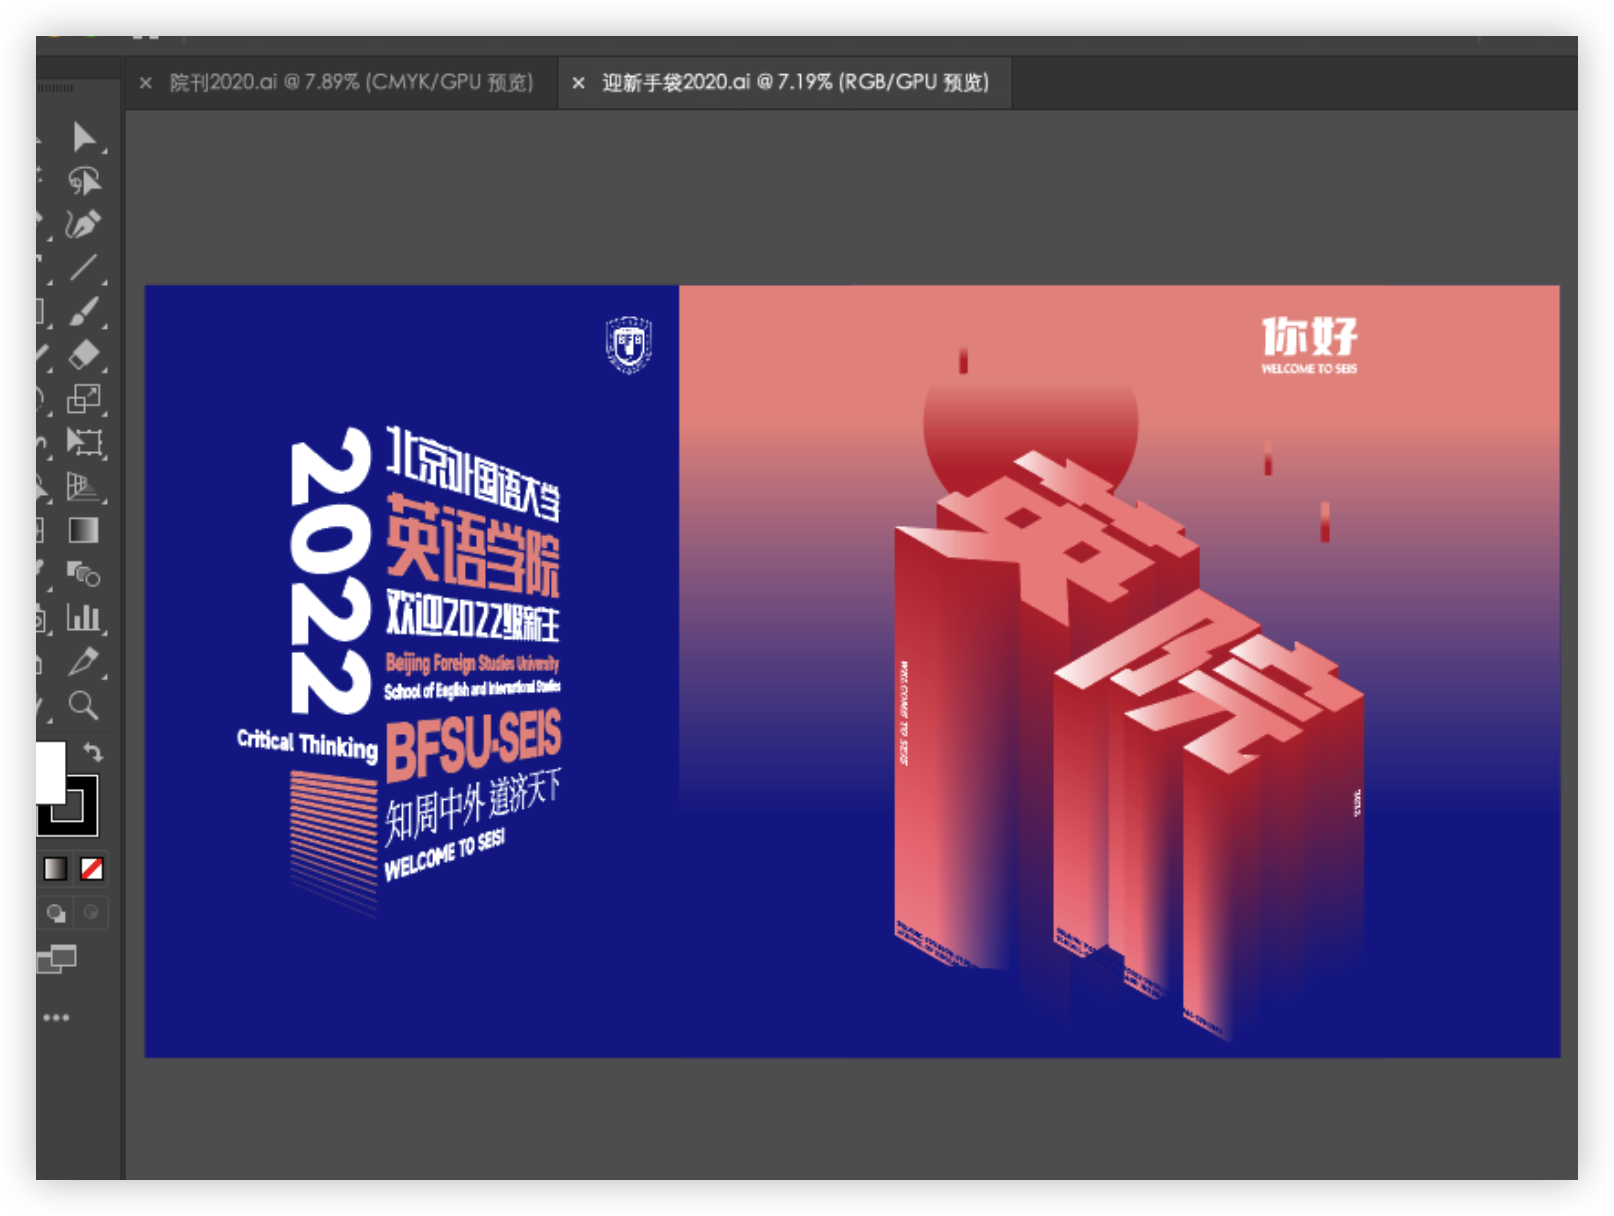 院刊2020.ai @ 7.89% (CMYK/GPU 预览)
迎新手袋2020.ai @ 7.19% (RGB/GPU 预览)
BFS
2022
北京外国语大学
英语学院
欢迎2022级新生
Beijing Foreign Studies University
School of English and International Studies
BFSU-SEIS
知周中外 道济天下
WELCOME TO SEIS!
Critical Thinking
你好
WELCOME TO SEIS
英院
WELCOME TO SEIS